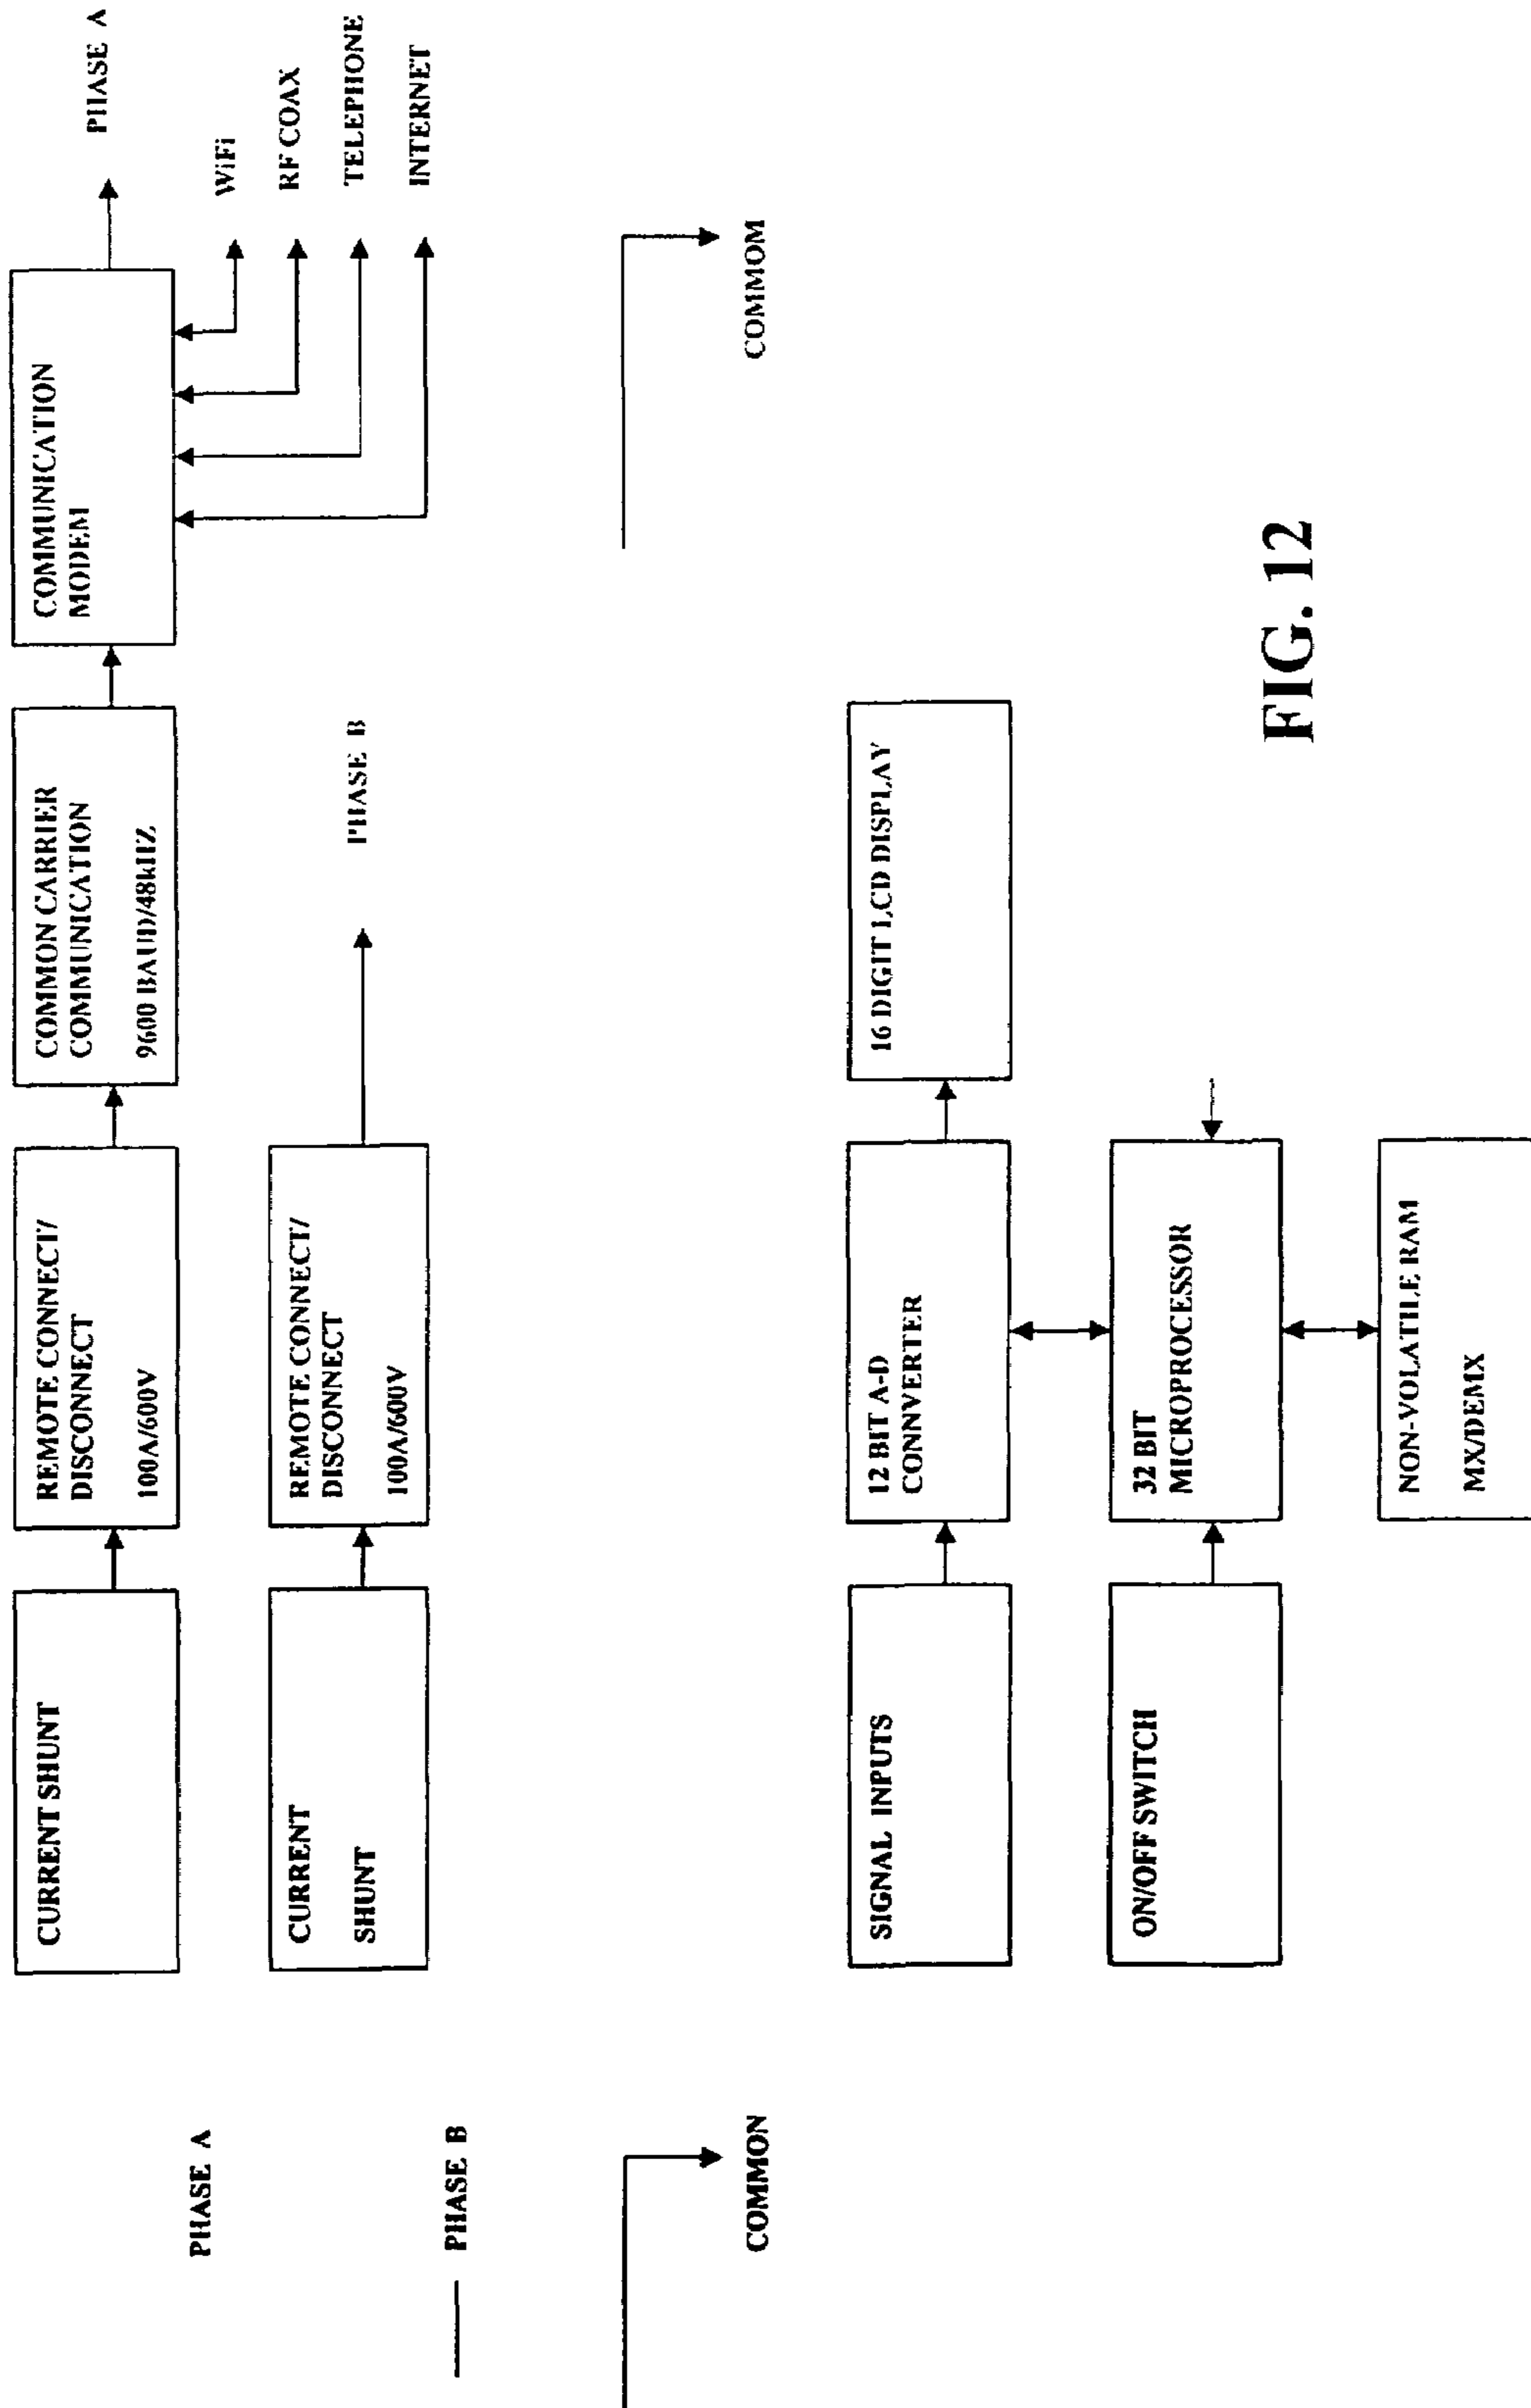 PHASE A
CURRENT SHUNT
REMOTE CONNECT/
DISCONNECT
100A/600V
COMMON CARRIER
COMMUNICATION
9600 BAUD/48kHZ
COMMUNICATION
MODEM
PHASE A
WiFi
RF COAX
TELEPHONE
INTERNET
PHASE B
CURRENT
SHUNT
REMOTE CONNECT/
DISCONNECT
100A/600V
PHASE B
COMMON
COMMOM
SIGNAL INPUTS
12 BIT A-D
CONNVERTER
16 DIGIT LCD DISPLAY
ON/OFF SWITCH
32 BIT
MICROPROCESSOR
NON-VOLATILE RAM
MX/DEMX
FIG. 12